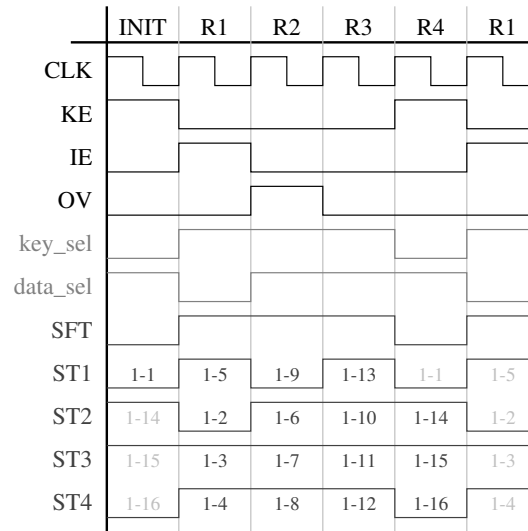 INIT R1 R2 R3 R4 R1
CLK
KE
IE
OV
key_sel
data_sel
SFT
ST1 1-1 1-5 1-9 1-13 1-1 1-5
ST2 1-14 1-2 1-6 1-10 1-14 1-2
ST3 1-15 1-3 1-7 1-11 1-15 1-3
ST4 1-16 1-4 1-8 1-12 1-16 1-4